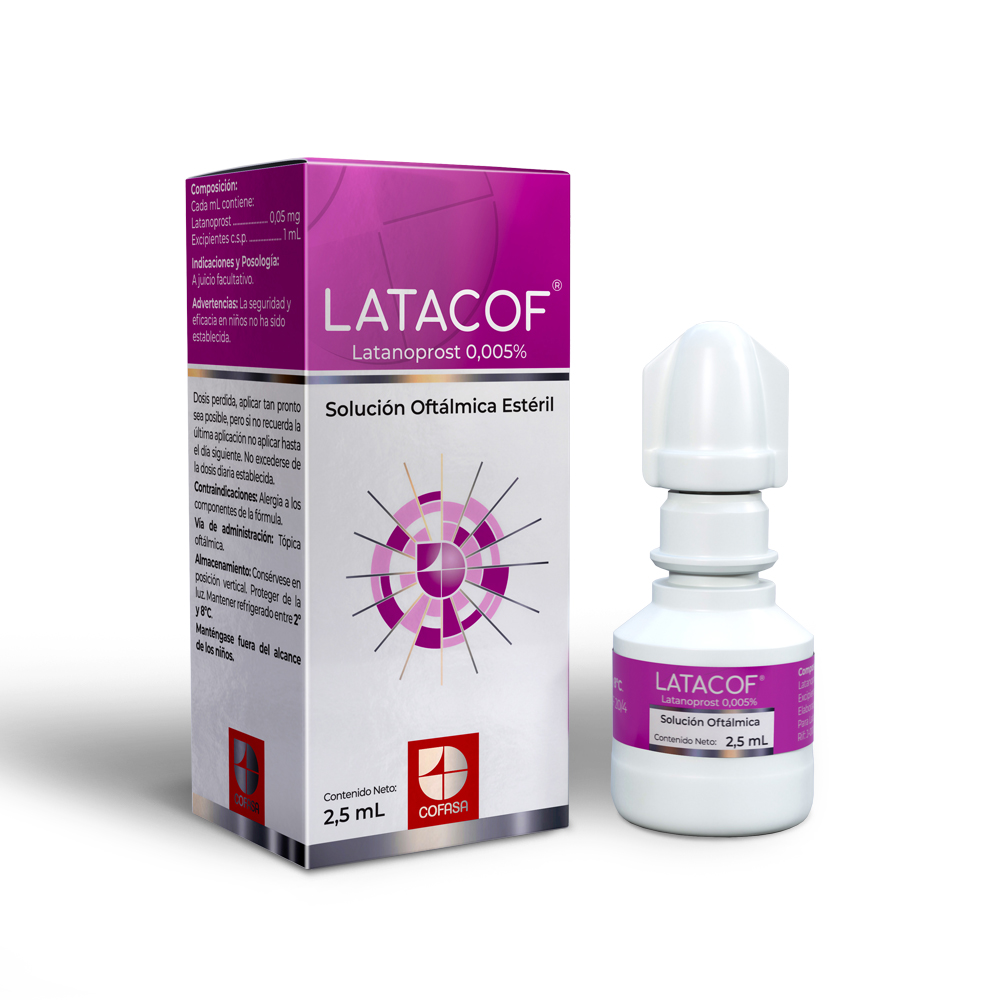 Composición:
Cada mL contiene:
Latanoprost ............ 0,05 mg
Excipientes c.s.p. ............ 1 mL
Indicaciones y Posología:
A juicio facultativo.
Advertencias: La seguridad y
eficacia en niños no ha sido
establecida.
Dosis perdida, aplicar tan pronto
sea posible, pero si no recuerda la
última aplicación no aplicar hasta
el día siguiente. No excederse de
la dosis diaria establecida.
Contraindicaciones: Alergia a los
componentes de la fórmula.
Vía de administración: Tópica
oftálmica.
Almacenamiento: Consérvese en
posición vertical. Proteger de la
luz. Mantener refrigerado entre 2°
y 8°C.
Manténgase fuera del alcance
de los niños.
COFASA
LATACOF®
Latanoprost 0,005%
Solución Oftálmica Estéril
Contenido Neto:
2,5 mL
COFASA
LATACOF®
Latanoprost 0,005%
Solución Oftálmica
Contenido Neto: 2,5 mL